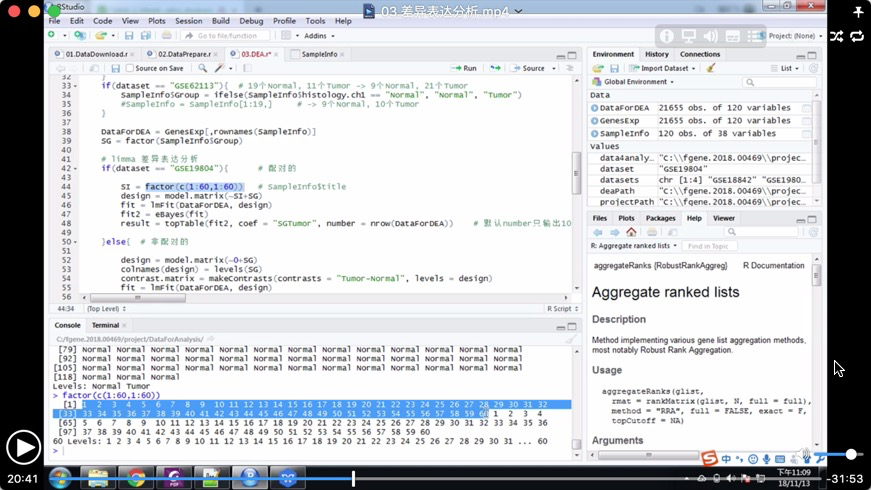 RStudio
03 差异表达分析.mp4
File Edit Code View Plots Session Build Debug Profile Tools Help
Go to file/function
Addins
Project: (None)
01.DataDownload.r
02.DataPrepare.r
03.DEA.r*
SampleInfo
Source on Save
Run
Source
32 }
33 if(dataset == "GSE62113"){ # 19个Normal, 11个Tumor -> 9个Normal, 21个Tumor
34 SampleInfo$Group = ifelse(SampleInfo$histology.ch1 == "Normal", "Normal", "Tumor")
35 #SampleInfo = SampleInfo[1:19,] # -> 9个Normal, 10个Tumor
36 }
37
38 DataForDEA = GenesExp[,rownames(SampleInfo)]
39 SG = factor(SampleInfo$Group)
40
41 # limma 差异表达分析
42 if(dataset == "GSE19804"){ # 配对的
43
44 SI = factor(c(1:60,1:60)) # SampleInfo$title
45 design = model.matrix(~SI+SG)
46 fit = lmFit(DataForDEA, design)
47 fit2 = eBayes(fit)
48 result = topTable(fit2, coef = "SGTumor", number = nrow(DataForDEA)) # 默认number只输出10
49
50 }else{ # 非配对的
51
52 design = model.matrix(~0+SG)
53 colnames(design) = levels(SG)
54 contrast.matrix = makeContrasts(contrasts = "Tumor-Normal", levels = design)
55 fit = lmFit(DataForDEA, design)
56
44:34 (Top Level) R Script
Console Terminal
C:/fgene.2018.00469/project/DataForAnalysis/
[79] Normal Normal Normal Normal Normal Normal Normal Normal Normal Normal Normal Normal Normal
[92] Normal Normal Normal Normal Normal Normal Normal Normal Normal Normal Normal Normal Normal
[105] Normal Normal Normal Normal Normal Normal Normal Normal Normal Normal Normal Normal Normal
[118] Normal Normal Normal
Levels: Normal Tumor
> factor(c(1:60,1:60))
[1] 1 2 3 4 5 6 7 8 9 10 11 12 13 14 15 16 17 18 19 20 21 22 23 24 25 26 27 28 29 30 31 32
[33] 33 34 35 36 37 38 39 40 41 42 43 44 45 46 47 48 49 50 51 52 53 54 55 56 57 58 59 60 1 2 3 4
[65] 5 6 7 8 9 10 11 12 13 14 15 16 17 18 19 20 21 22 23 24 25 26 27 28 29 30 31 32 33 34 35 36
[97] 37 38 39 40 41 42 43 44 45 46 47 48 49 50 51 52 53 54 55 56 57 58 59 60
60 Levels: 1 2 3 4 5 6 7 8 9 10 11 12 13 14 15 16 17 18 19 20 21 22 23 24 25 26 27 28 29 30 31 ... 60
>
Environment History Connections
Import Dataset
List
Global Environment
Data
DataForDEA 21655 obs. of 120 variables
GenesExp 21655 obs. of 120 variables
SampleInfo 120 obs. of 38 variables
Values
data4analy… "C:\\fgene.2018.00469\\projec…
dataset "GSE19804"
datasets chr [1:4] "GSE18842" "GSE1980…
deaPath "C:\\fgene.2018.00469\\projec…
projectPath "C:\\fgene.2018.00469\\projec…
Files Plots Packages Help Viewer
R: Aggregate ranked lists
Find in Topic
aggregateRanks {RobustRankAggreg} R Documentation
Aggregate ranked lists
Description
Method implementing various gene list aggregation methods,
most notably Robust Rank Aggregation.
Usage
aggregateRanks(glist,
rmat = rankMatrix(glist, N, full = full),
method = "RRA", full = FALSE, exact = F,
topCutoff = NA)
Arguments
中
PDF
下午11:09
18/11/13
20:41
-31:53